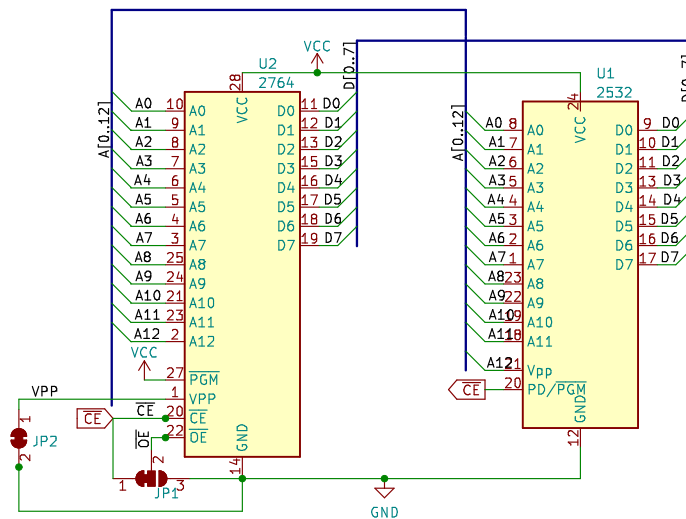 VCC
U2
2764
U1
2532
A[0..12]
D[0..7]
A[0..12]
D[0..7]
28
VCC
24
VCC
A0 10 A0
A1 9 A1
A2 8 A2
A3 7 A3
A4 6 A4
A5 5 A5
A6 4 A6
A7 3 A7
A8 25 A8
A9 24 A9
A10 21 A10
A11 23 A11
A12 2 A12
VCC
27 PGM
VPP 1 VPP
CE CE 20 CE
OE 22 OE
D0 11 D0
D1 12 D1
D2 13 D2
D3 15 D3
D4 16 D4
D5 17 D5
D6 18 D6
D7 19 D7
GND
14
A0 8 A0
A1 7 A1
A2 6 A2
A3 5 A3
A4 4 A4
A5 3 A5
A6 2 A6
A7 1 A7
A8 23 A8
A9 22 A9
A10 19 A10
A11 18 A11
A12 21 Vpp
CE 20 PD/PGM
D0 9 D0
D1 10 D1
D2 11 D2
D3 13 D3
D4 14 D4
D5 15 D5
D6 16 D6
D7 17 D7
GND
12
1
JP2
2
1 2 3
JP1
GND